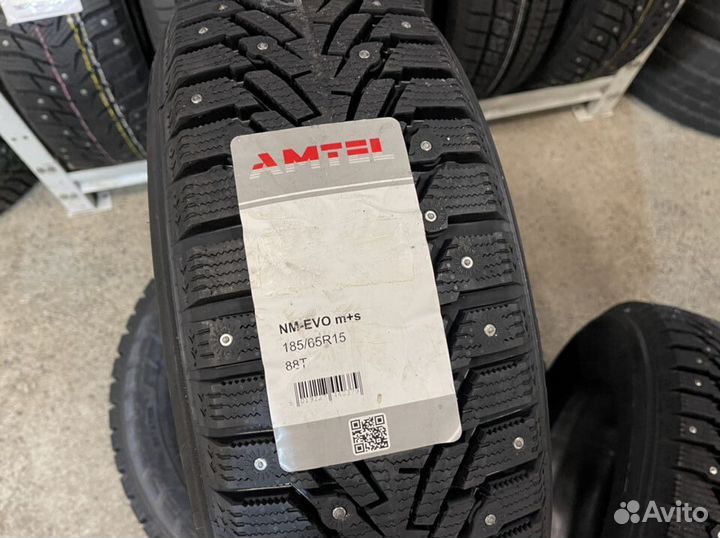 AMTEL
NM-EVO m+s
185/65R15
88T
Avito